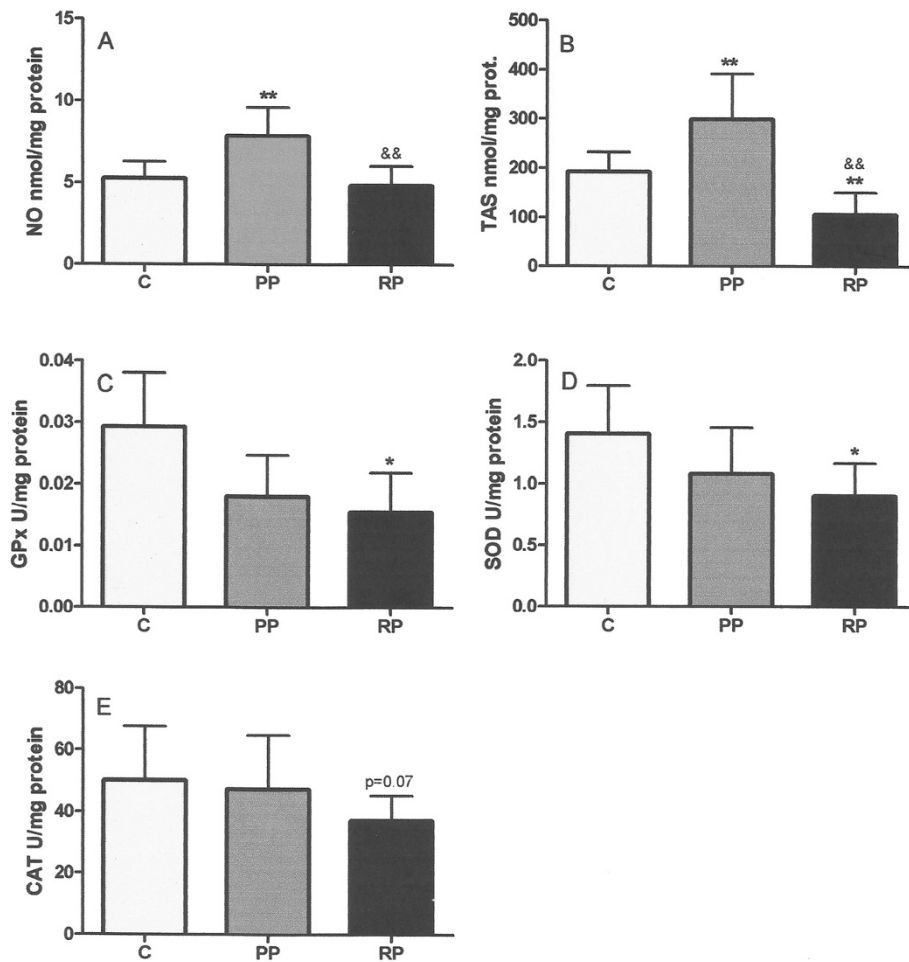 A
NO nmol/mg protein
15
10
5
0
**
&&
C PP RP
B
TAS nmol/mg prot.
500
400
300
200
100
0
**
&&
**
C PP RP
C
GPx U/mg protein
0.04
0.03
0.02
0.01
0.00
*
C PP RP
D
SOD U/mg protein
2.0
1.5
1.0
0.5
0.0
*
C PP RP
E
CAT U/mg protein
80
60
40
20
0
p=0.07
C PP RP